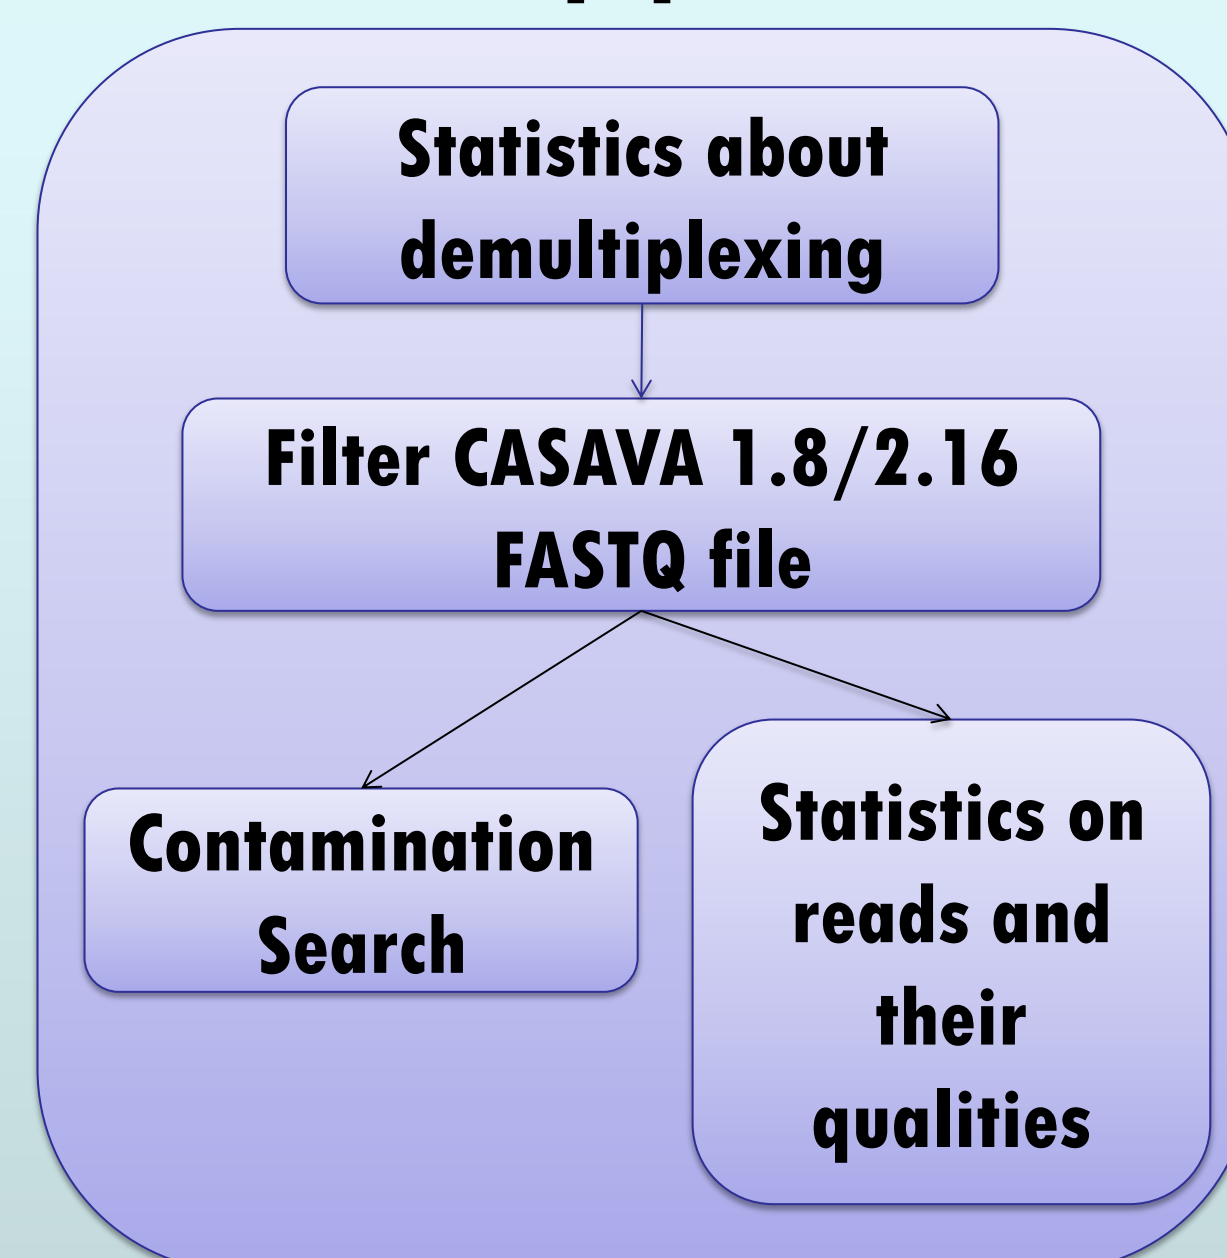 Statistics about
demultiplexing
Filter CASAVA 1.8/2.16
FASTQ file
Contamination
Search
Statistics on
reads and
their
qualities